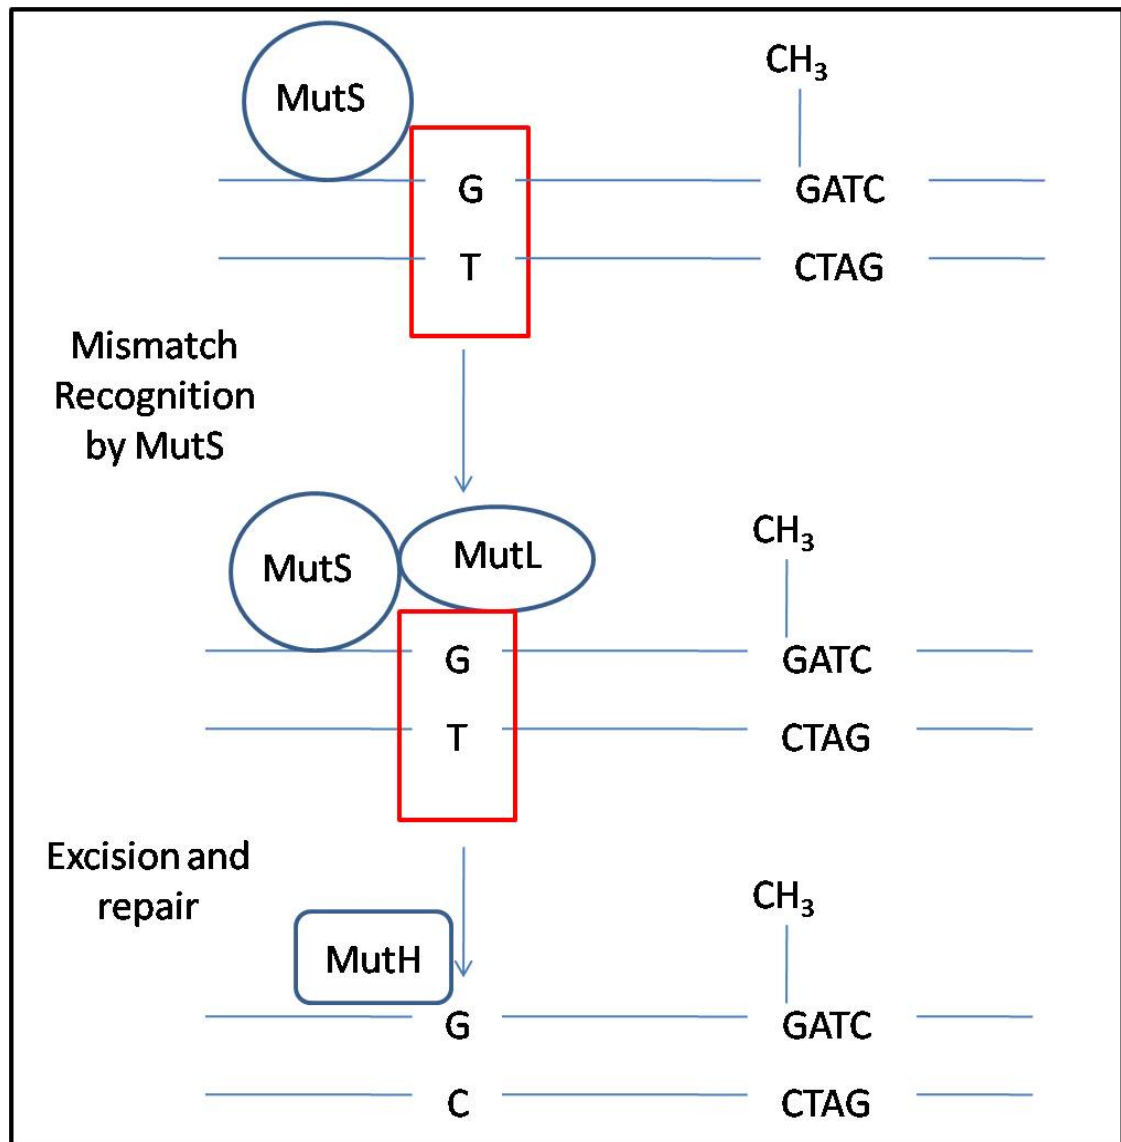 MutS
CH₃
G
GATC
T
CTAG
Mismatch
Recognition
by MutS
MutS
MutL
CH₃
G
GATC
T
CTAG
Excision and
repair
CH₃
MutH
G
GATC
C
CTAG